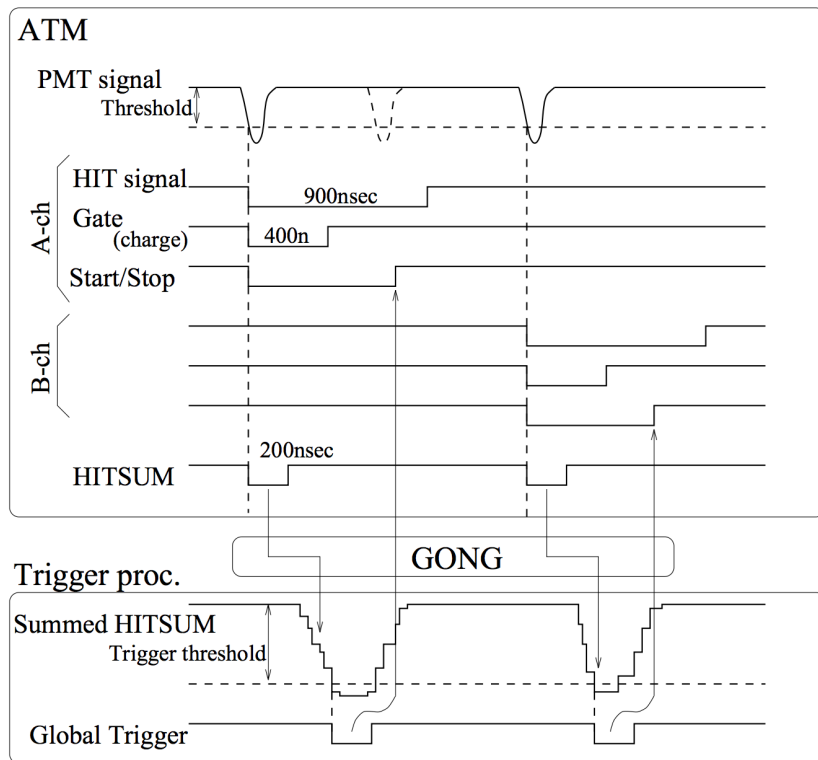 ATM
PMT signal
Threshold
A-ch
HIT signal
900nsec
Gate
(charge)
400n
Start/Stop
B-ch
200nsec
HITSUM
GONG
Trigger proc.
Summed HITSUM
Trigger threshold
Global Trigger